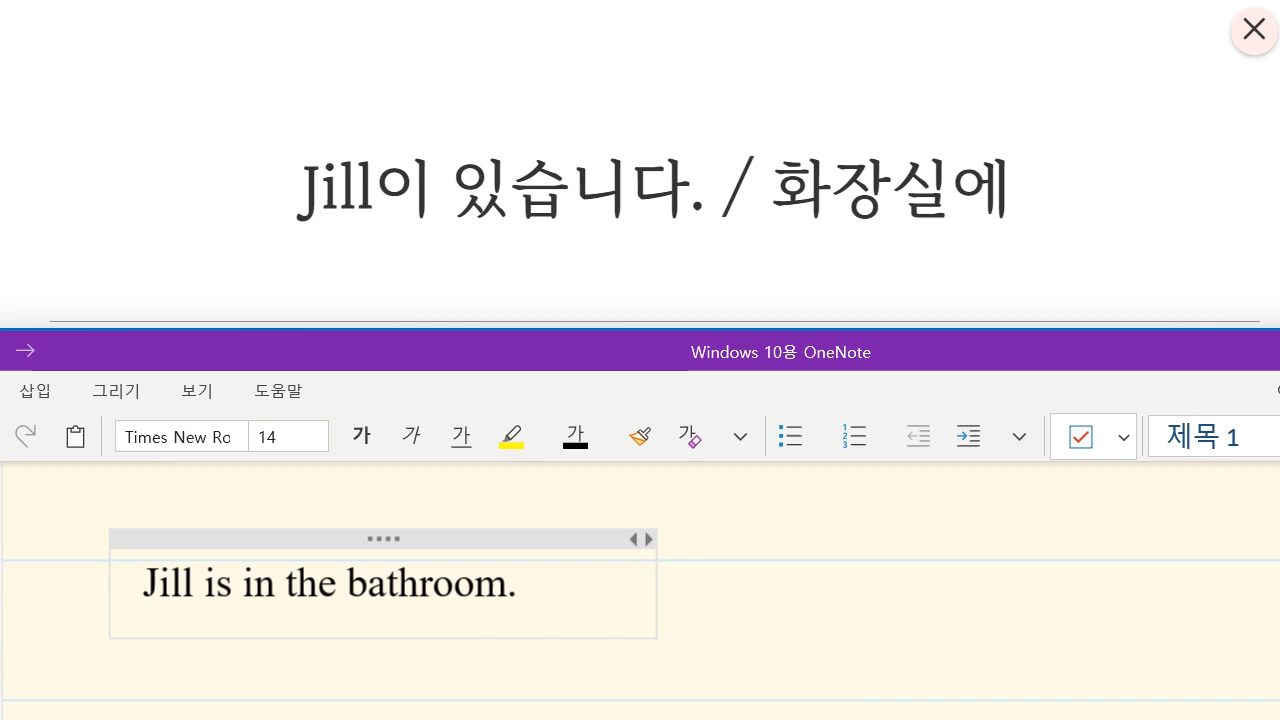 Jill이 있습니다. / 화장실에
Windows 10용 OneNote
삽입 그리기 보기 도움말
Times New R 14 가 가 가 가 가 제목 1
Jill is in the bathroom.